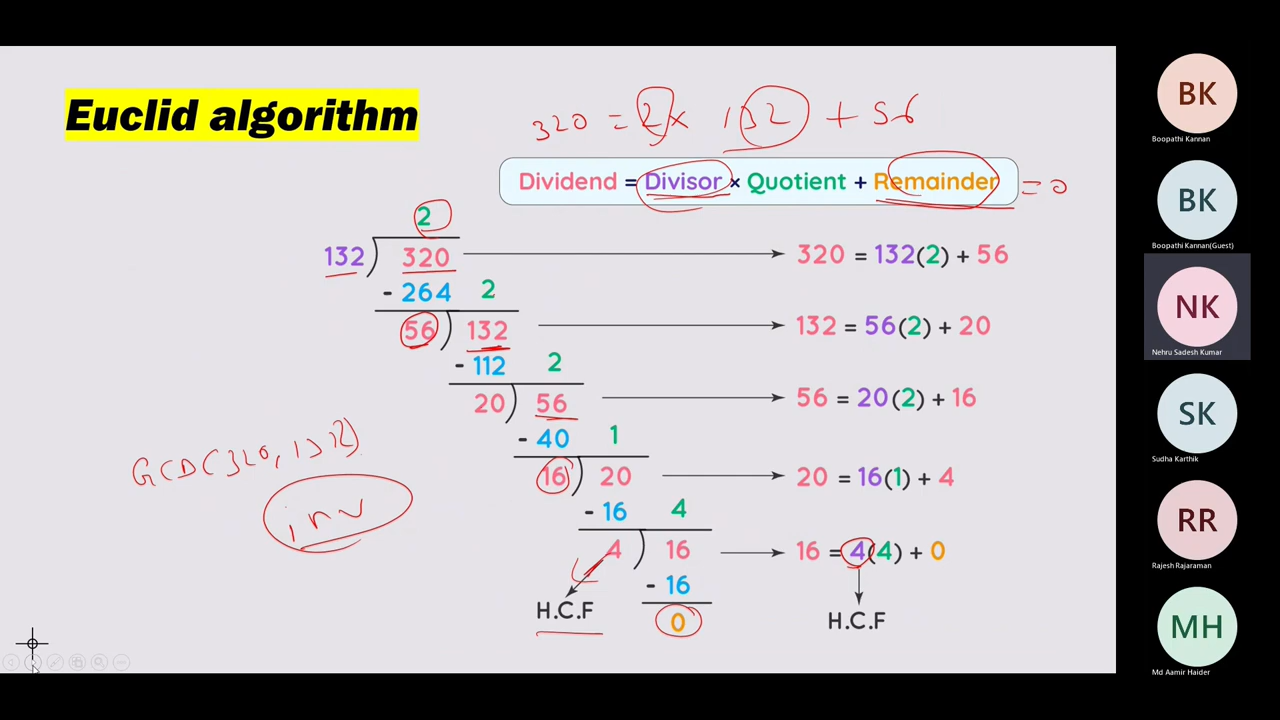 Euclid algorithm
320 = 2 x 132 + 56
Dividend = Divisor × Quotient + Remainder = 0
2
132 ) 320
320 = 132(2) + 56
- 264 2
56 ) 132
132 = 56(2) + 20
- 112 2
20 ) 56
56 = 20(2) + 16
- 40 1
16 ) 20
20 = 16(1) + 4
- 16 4
4 ) 16
16 = 4(4) + 0
- 16
H.C.F
0
H.C.F
GCD(320, 132)
inv
BK
Boopathi Kannan
BK
Boopathi Kannan(Guest)
NK
Nehru Sadesh Kumar
SK
Sudha Karthik
RR
Rajesh Rajaraman
MH
Md Aamir Haider